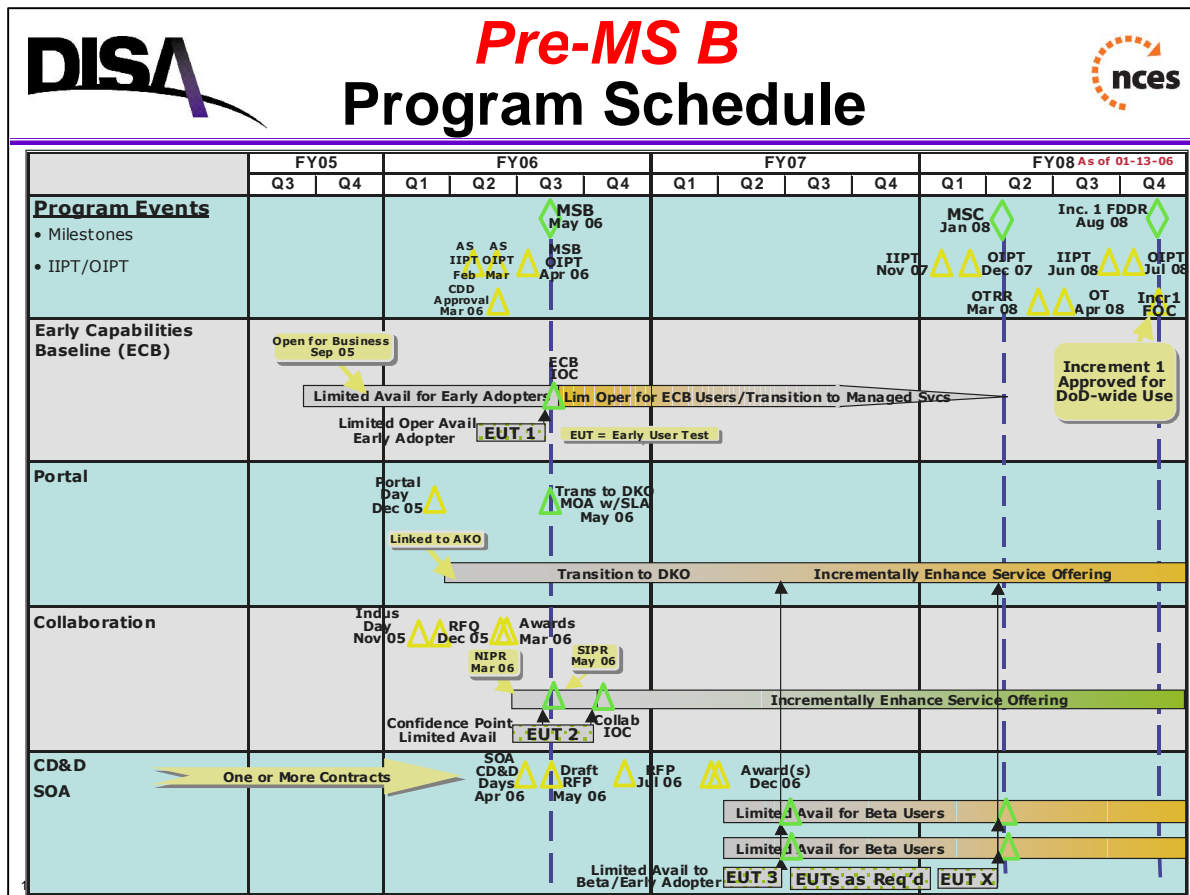 DISA
Pre-MS B
Program Schedule
nces
FY05
FY06
FY07
FY08 As of 01-13-06
Q3
Q4
Q1
Q2
Q3
Q4
Q1
Q2
Q3
Q4
Q1
Q2
Q3
Q4
Program Events
• Milestones
• IIPT/OIPT
MSB
May 06
AS
IIPT
Feb
AS
OIPT
Mar
MSB
OIPT
Apr 06
CDD
Approval
Mar 06
MSC
Jan 08
Inc. 1 FDDR
Aug 08
IIPT
Nov 07
OIPT
Dec 07
IIPT
Jun 08
OIPT
Jul 08
OTRR
Mar 08
OT
Apr 08
Incr1
FOC
Early Capabilities
Baseline (ECB)
Open for Business
Sep 05
ECB
IOC
Limited Avail for Early Adopters
Lim Oper for ECB Users/Transition to Managed Svcs
Limited Oper Avail
Early Adopter
EUT 1
EUT = Early User Test
Increment 1
Approved for
DoD-wide Use
Portal
Portal
Day
Dec 05
Trans to DKO
MOA w/SLA
May 06
Linked to AKO
Transition to DKO
Incrementally Enhance Service Offering
Collaboration
Indus
Day
Nov 05
RFQ
Dec 05
Awards
Mar 06
NIPR
Mar 06
SIPR
May 06
Incrementally Enhance Service Offering
Confidence Point
Limited Avail
EUT 2
Collab
IOC
CD&D
SOA
One or More Contracts
SOA
CD&D
Days
Apr 06
Draft
RFP
May 06
RFP
Jul 06
Award(s)
Dec 06
Limited Avail for Beta Users
Limited Avail for Beta Users
Limited Avail to
Beta/Early Adopter
EUT 3
EUTs as Req'd
EUT X
1